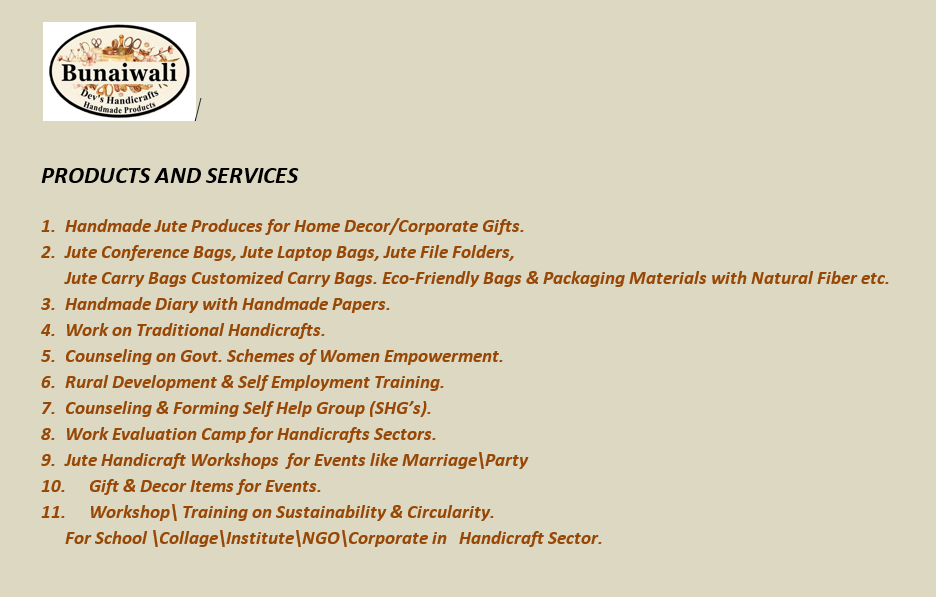 Bunaiwali
Dev's Handicrafts
Handmade Products
PRODUCTS AND SERVICES
1. Handmade Jute Produces for Home Decor/Corporate Gifts.
2. Jute Conference Bags, Jute Laptop Bags, Jute File Folders,
Jute Carry Bags Customized Carry Bags. Eco-Friendly Bags & Packaging Materials with Natural Fiber etc.
3. Handmade Diary with Handmade Papers.
4. Work on Traditional Handicrafts.
5. Counseling on Govt. Schemes of Women Empowerment.
6. Rural Development & Self Employment Training.
7. Counseling & Forming Self Help Group (SHG’s).
8. Work Evaluation Camp for Handicrafts Sectors.
9. Jute Handicraft Workshops for Events like Marriage\Party
10. Gift & Decor Items for Events.
11. Workshop\ Training on Sustainability & Circularity.
For School \Collage\Institute\NGO\Corporate in Handicraft Sector.